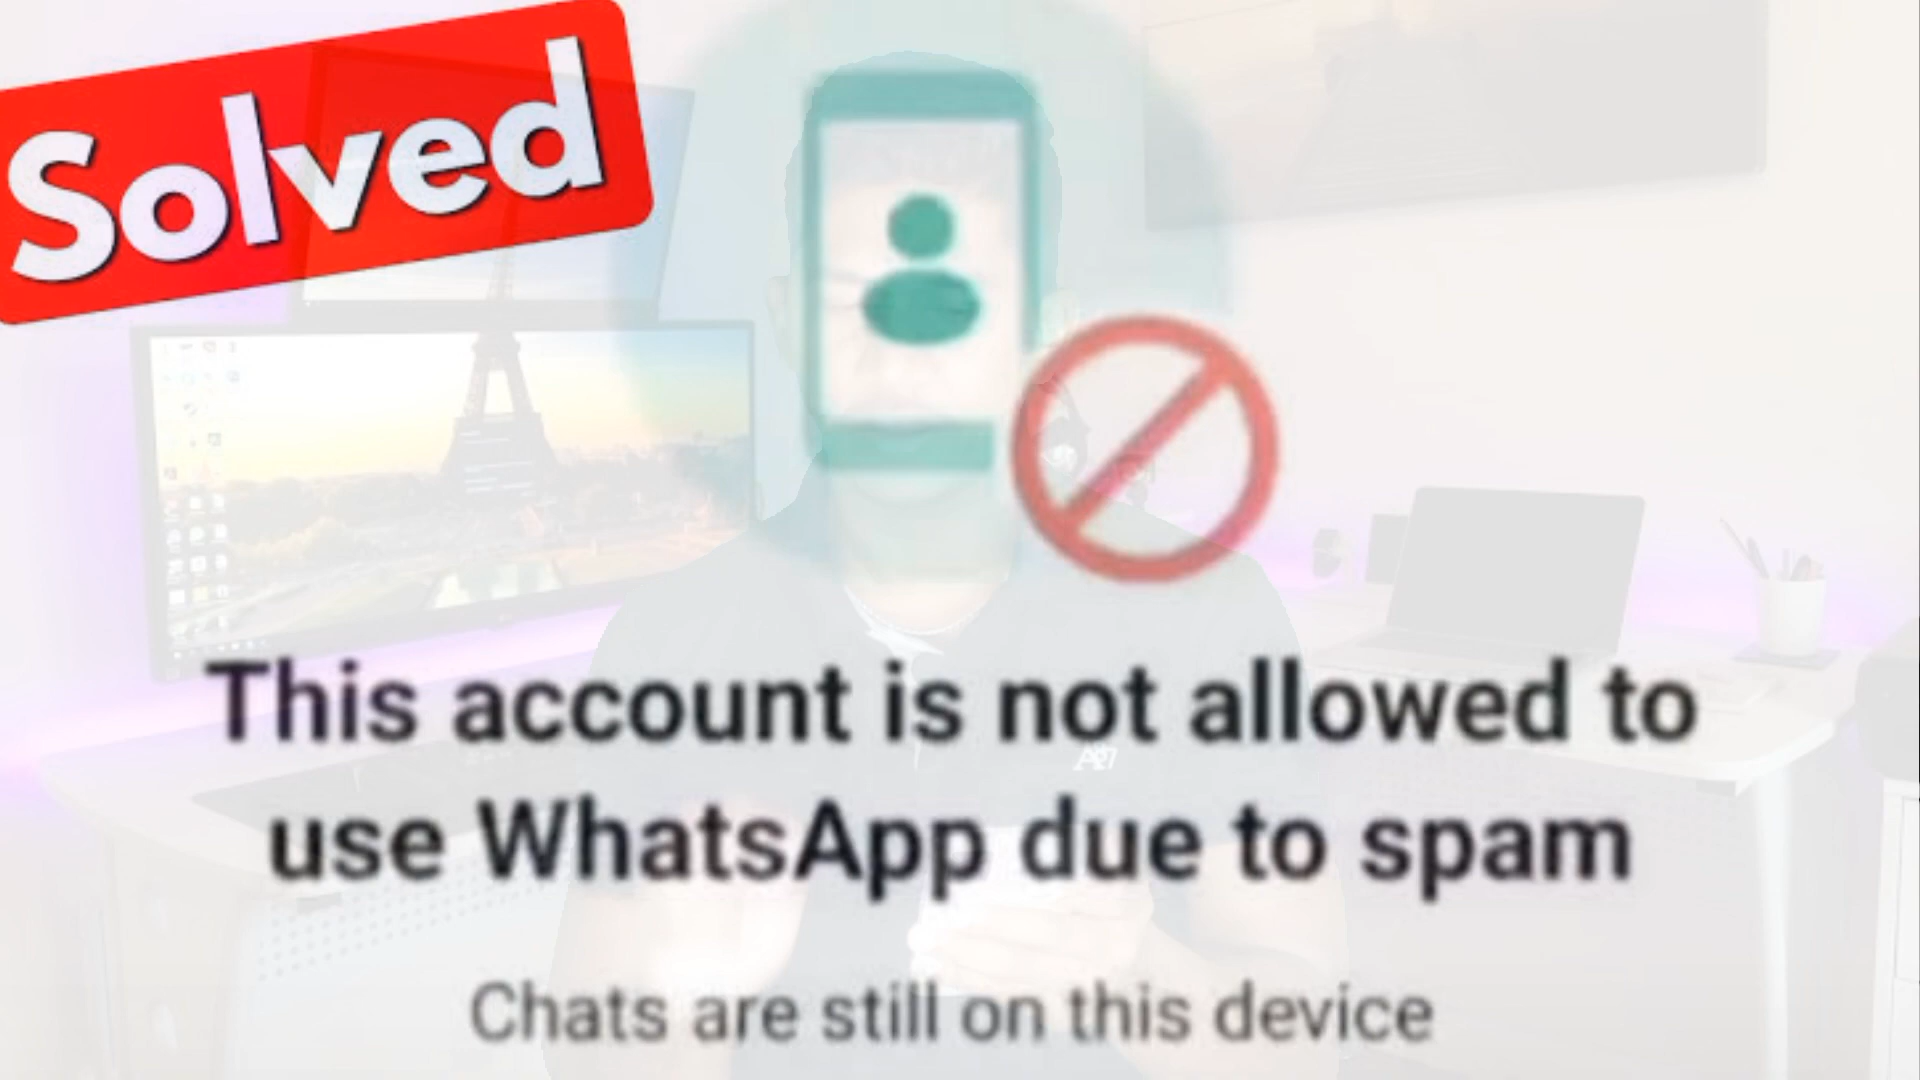 Solved
This account is not allowed to
use WhatsApp due to spam
Chats are still on this device